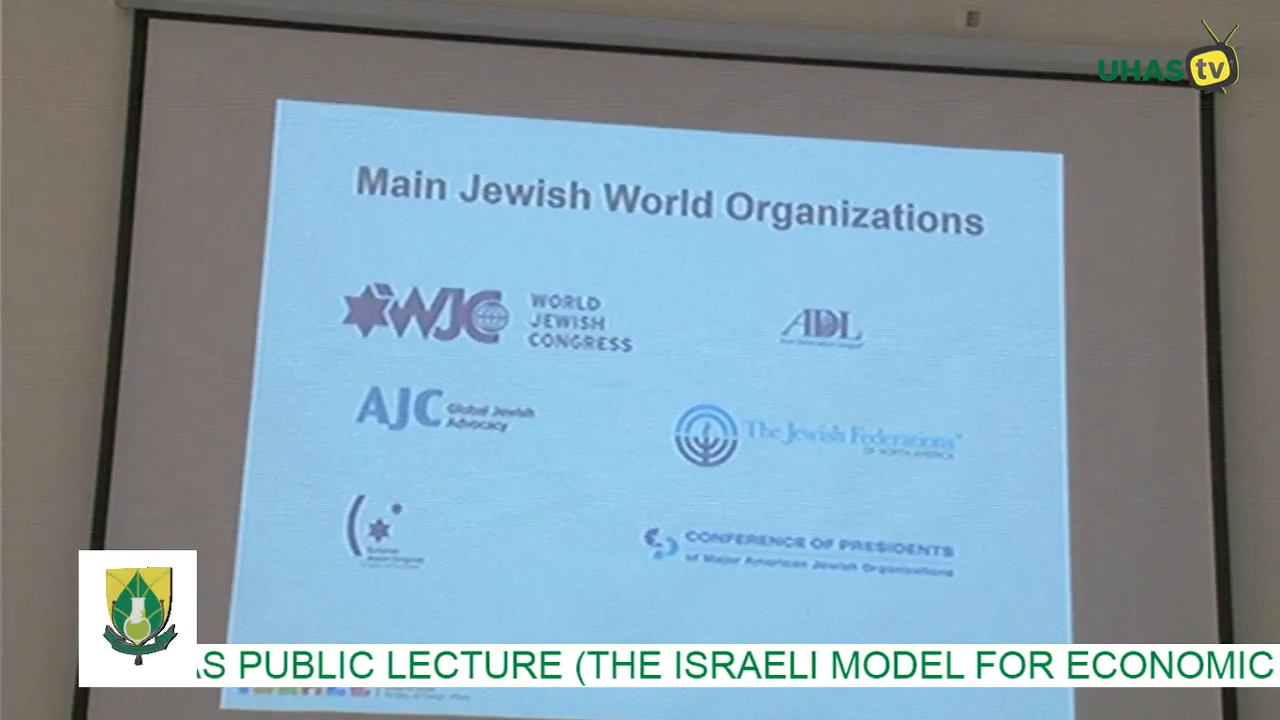 UHAS tv
Main Jewish World Organizations
WJC WORLD
JEWISH
CONGRESS
ADL
AJC Global Jewish
Advocacy
The Jewish Federations
OF NORTH AMERICA
CONFERENCE OF PRESIDENTS
of Major American Jewish Organizations
AS PUBLIC LECTURE (THE ISRAELI MODEL FOR ECONOMIC